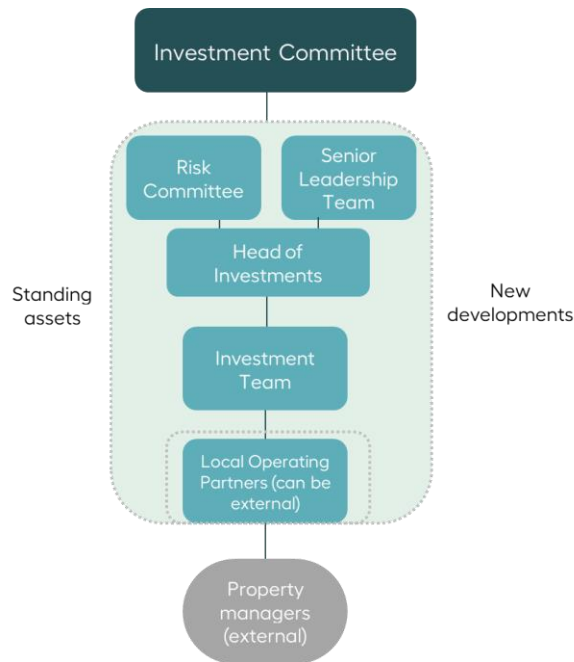 Investment Committee
Risk
Committee
Senior
Leadership
Team
Head of
Investments
Standing
assets
New
developments
Investment
Team
Local Operating
Partners (can be
external)
Property
managers
(external)